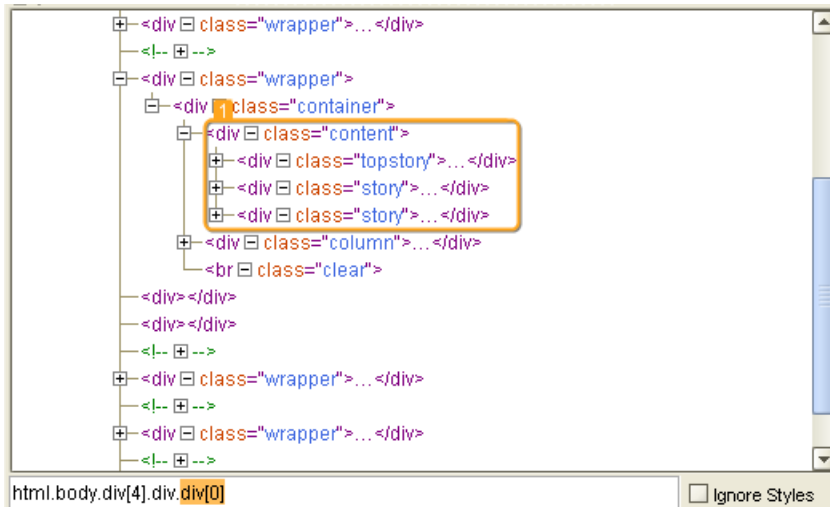 <div class="wrapper">...</div>
<!-- -->
<div class="wrapper">
<div class="container">
1
<div class="content">
<div class="topstory">...</div>
<div class="story">...</div>
<div class="story">...</div>
<div class="column">...</div>
<br class="clear">
<div></div>
<div></div>
<!-- -->
<div class="wrapper">...</div>
<!-- -->
<div class="wrapper">...</div>
<!-- -->
html.body.div[4].div.div[0]
Ignore Styles